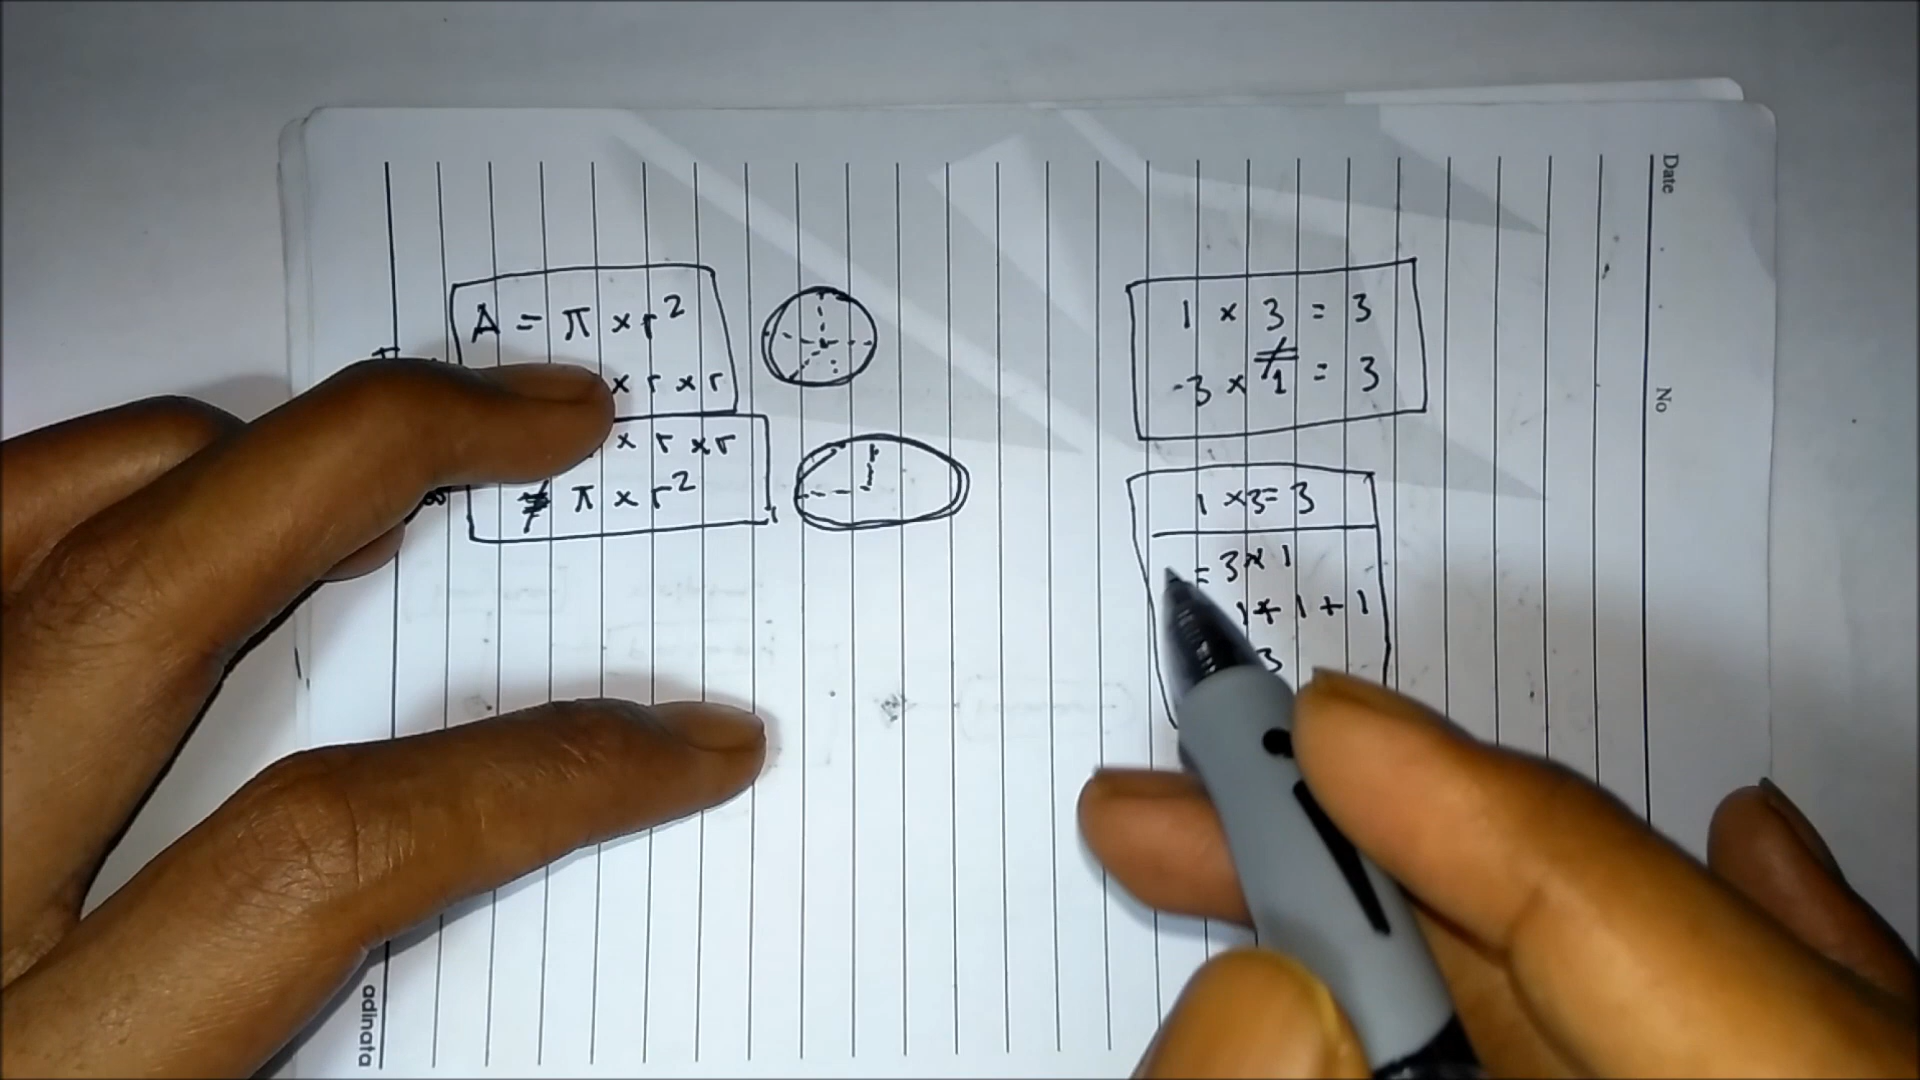 Date
No
A = π × r²
× r × r
× r × r
≠ π × r²
1 × 3 = 3
≠
3 × 1 = 3
1 × 3 = 3
= 3 × 1
1 + 1 + 1
3
adinata